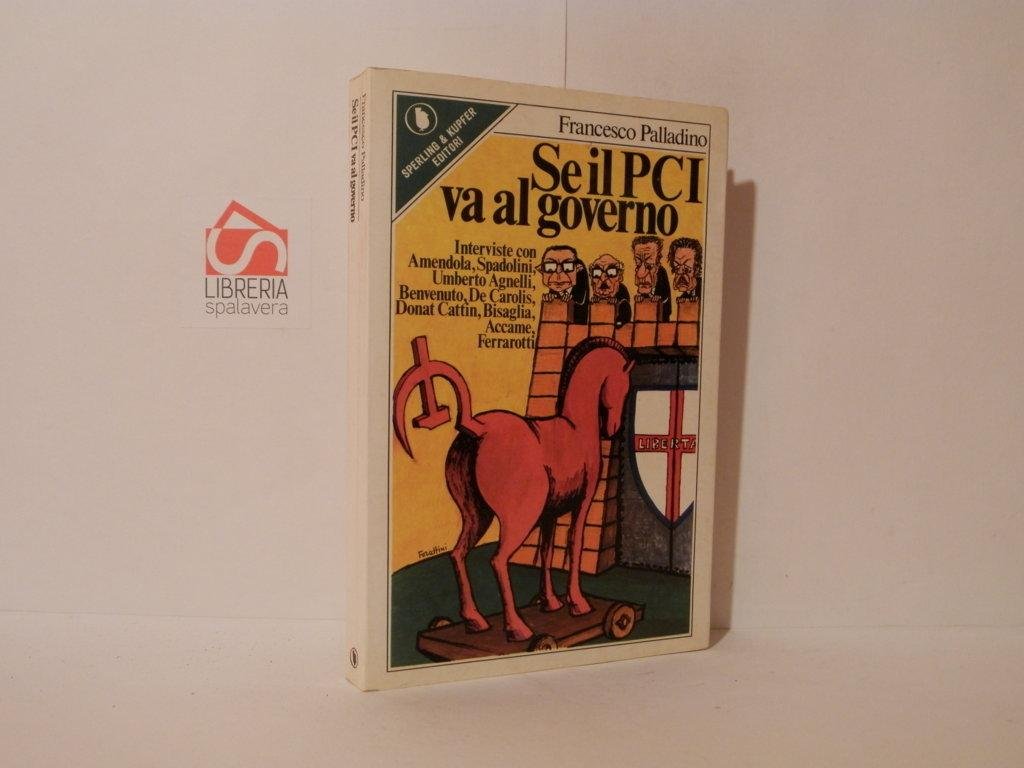 LIBRERIA
spalavera
Francesco Palladino
Se il PCI va al governo
SPERLING & KUPFER
EDITORI
Francesco Palladino
Se il PCI
va al governo
Interviste con
Amendola, Spadolini,
Umberto Agnelli,
Benvenuto, De Carolis,
Donat Cattin, Bisaglia,
Accame,
Ferrarotti
LIBERTA
Forattini